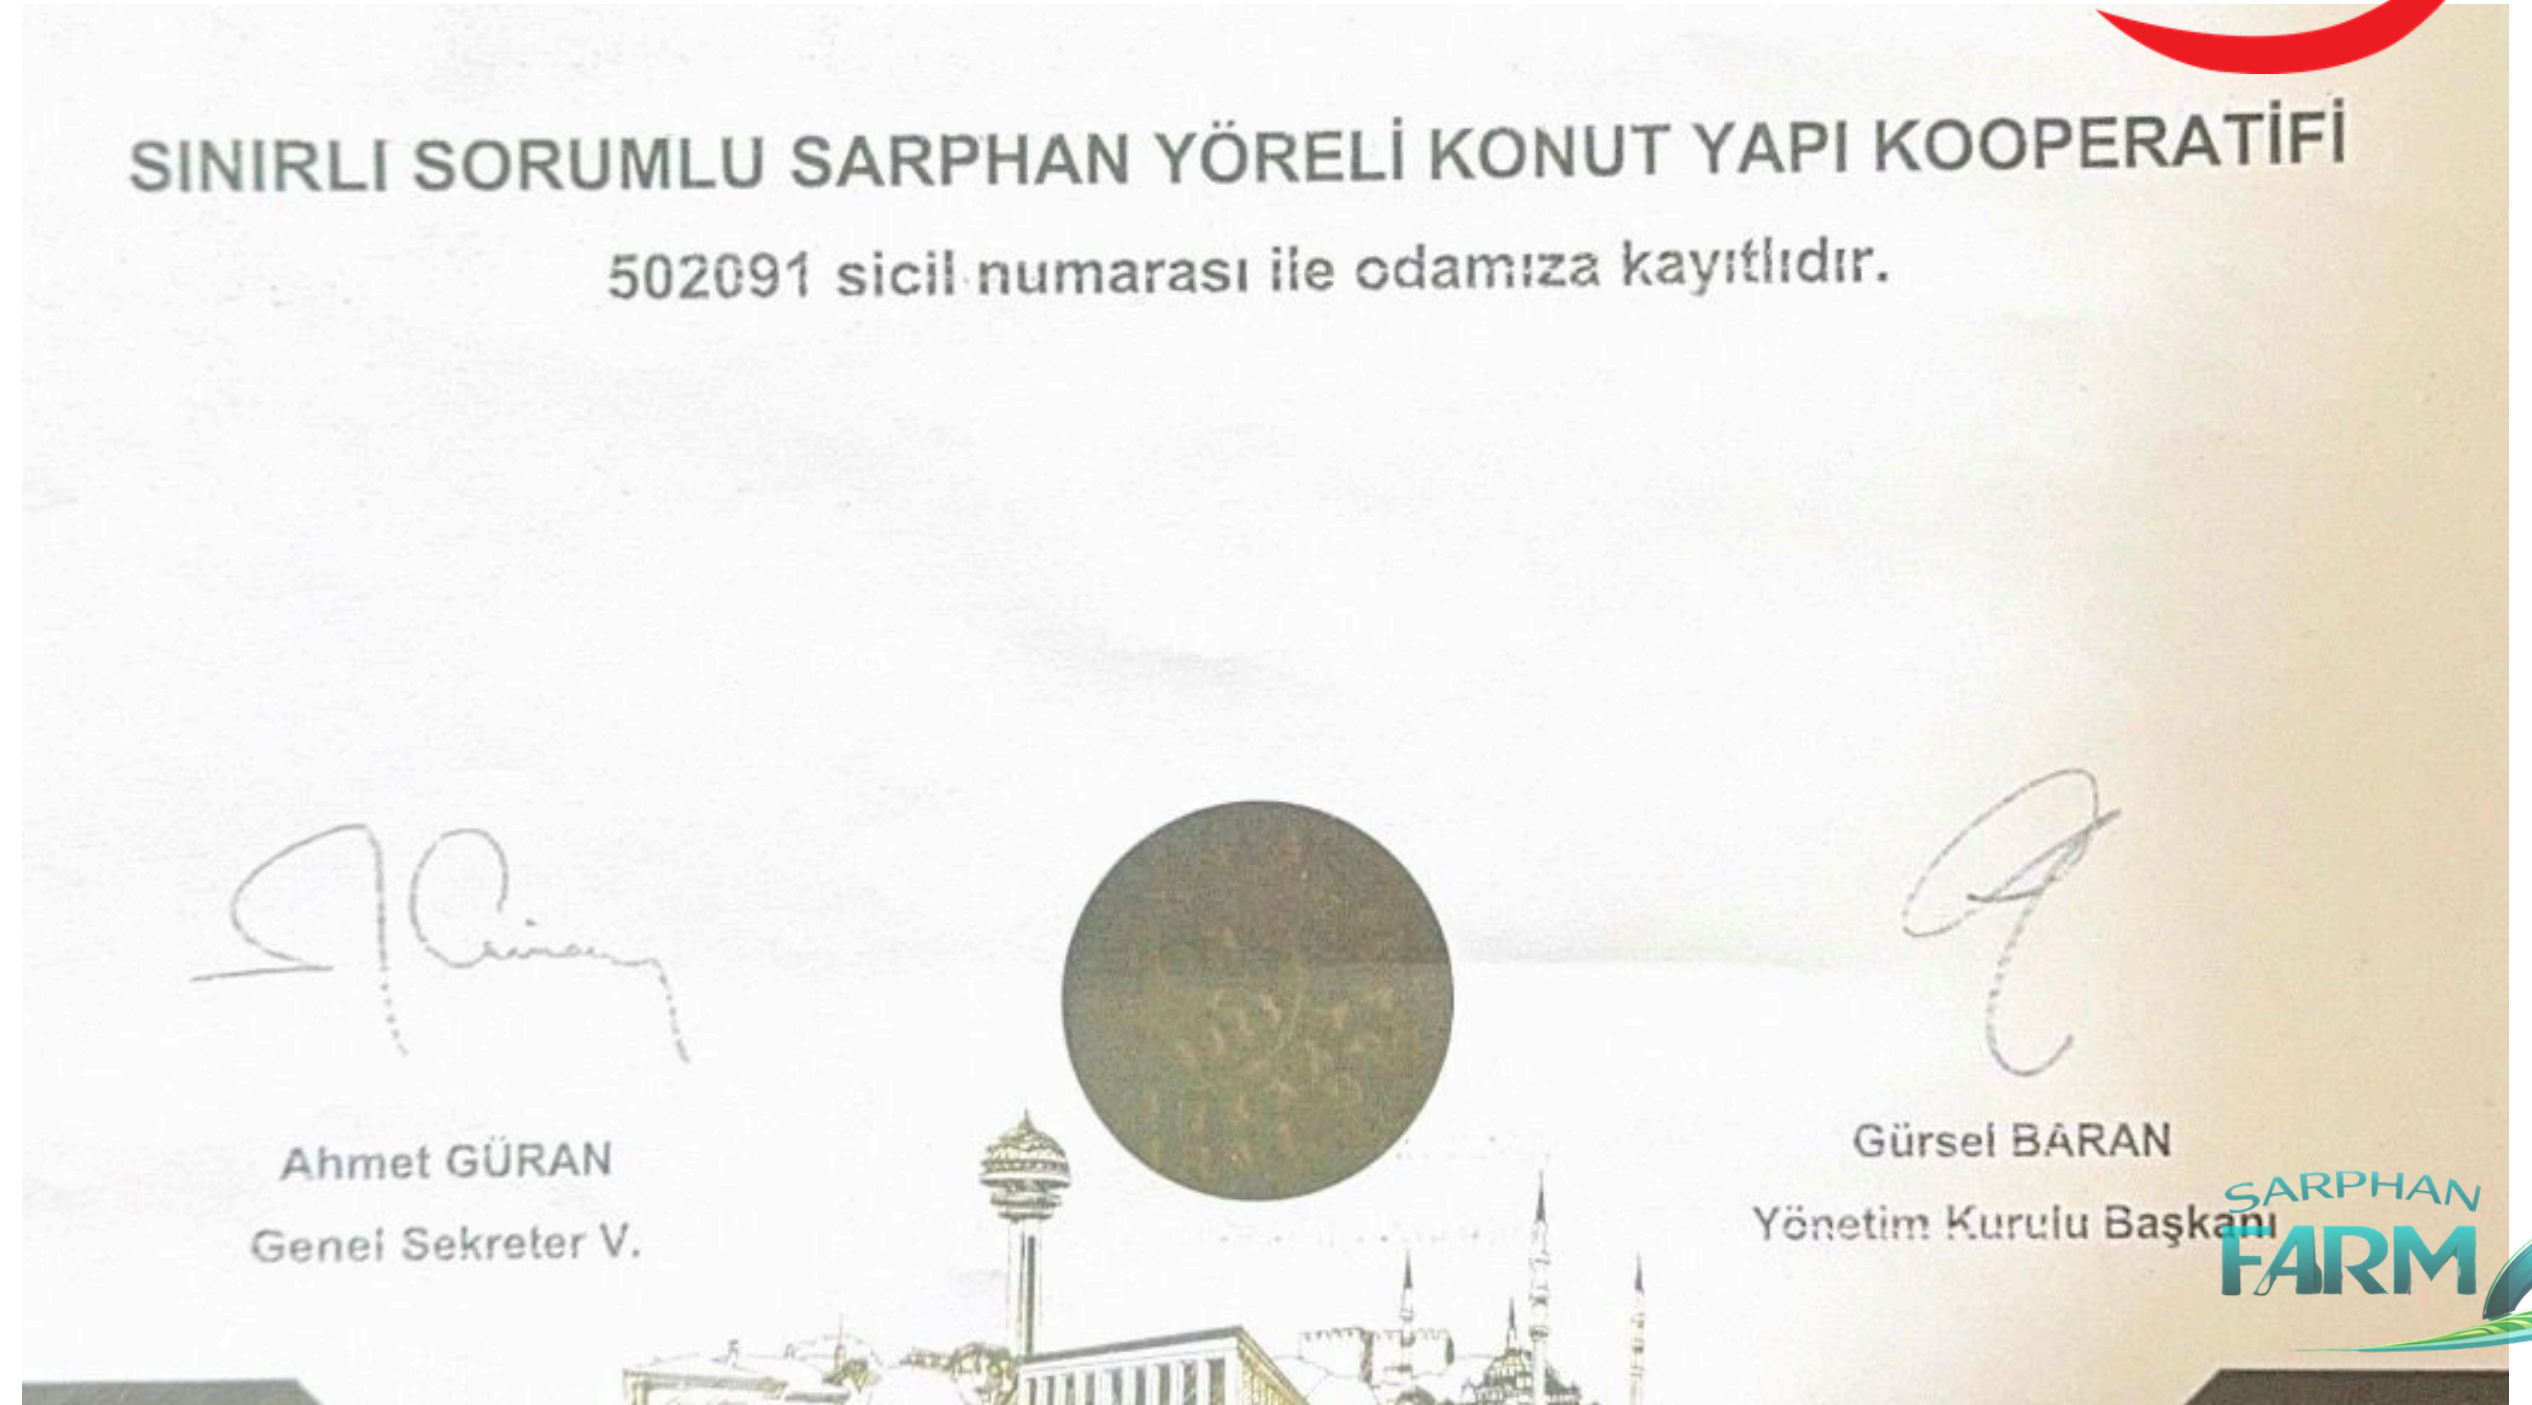 SINIRLI SORUMLU SARPHAN YÖRELİ KONUT YAPI KOOPERATİFİ
502091 sicil numarası ile odamıza kayıtlıdır.
Ahmet GÜRAN
Genel Sekreter V.
Gürsel BARAN
Yönetim Kurulu Başkanı
SARPHAN
FARM